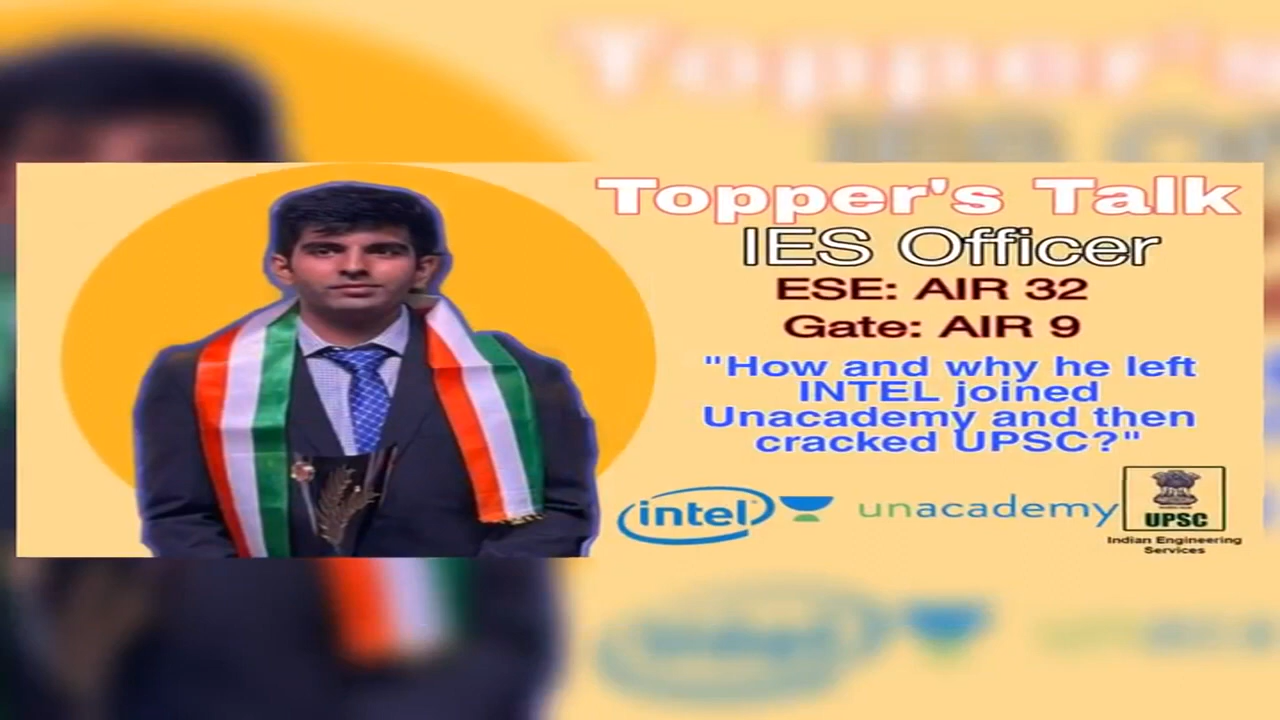 Topper's Talk
IES Officer
ESE: AIR 32
Gate: AIR 9
"How and why he left
INTEL joined
Unacademy and then
cracked UPSC?"
intel
unacademy
UPSC
Indian Engineering
Services